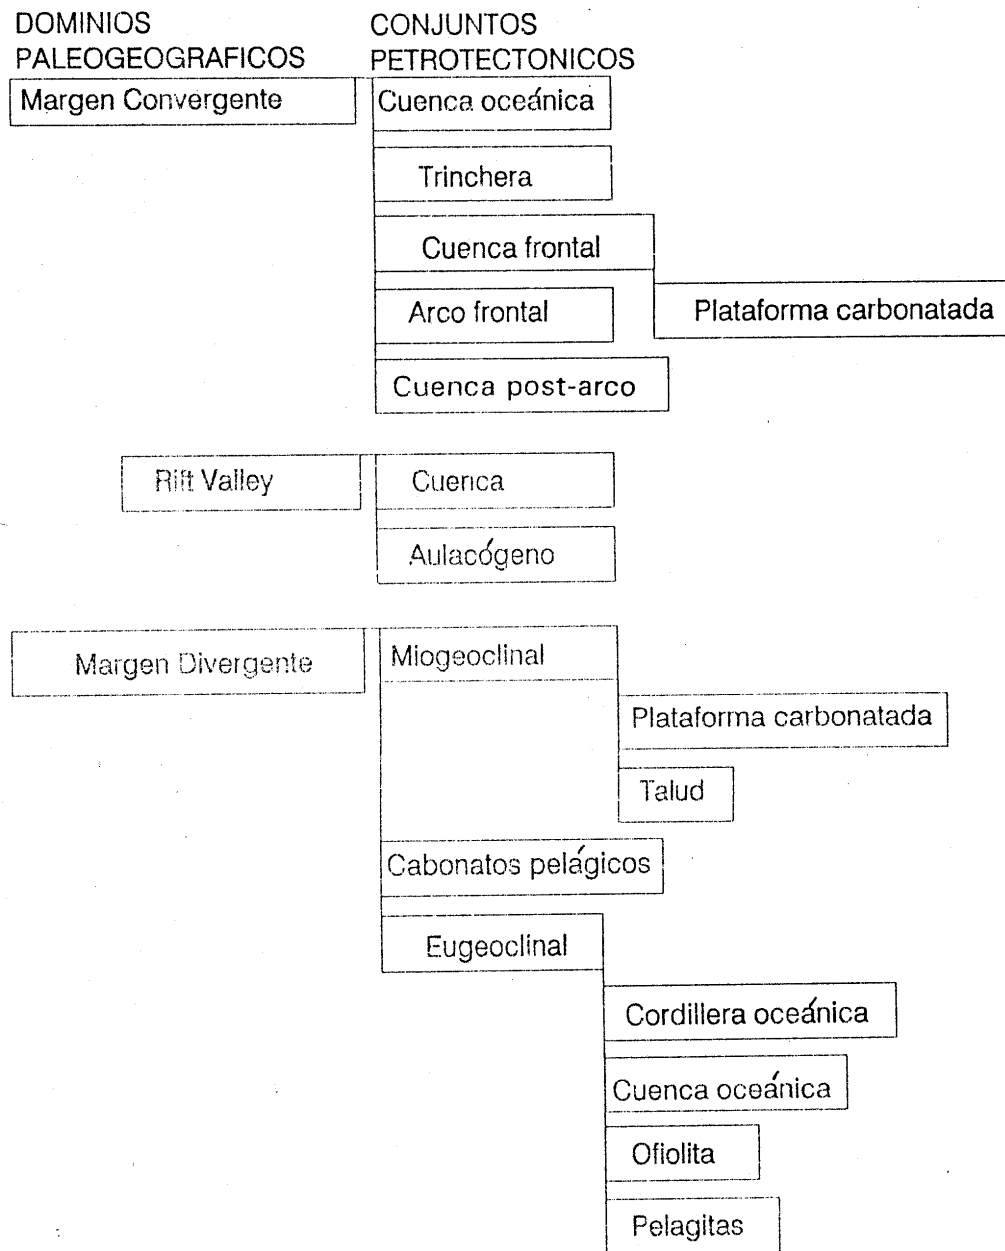 DOMINIOS
PALEOGEOGRAFICOS
CONJUNTOS
PETROTECTONICOS
Margen Convergente
Cuenca oceánica
Trinchera
Cuenca frontal
Arco frontal
Plataforma carbonatada
Cuenca post-arco
Rift Valley
Cuenca
Aulacógeno
Margen Divergente
Miogeoclinal
Plataforma carbonatada
Talud
Cabonatos pelágicos
Eugeoclinal
Cordillera oceánica
Cuenca oceánica
Ofiolita
Pelagitas